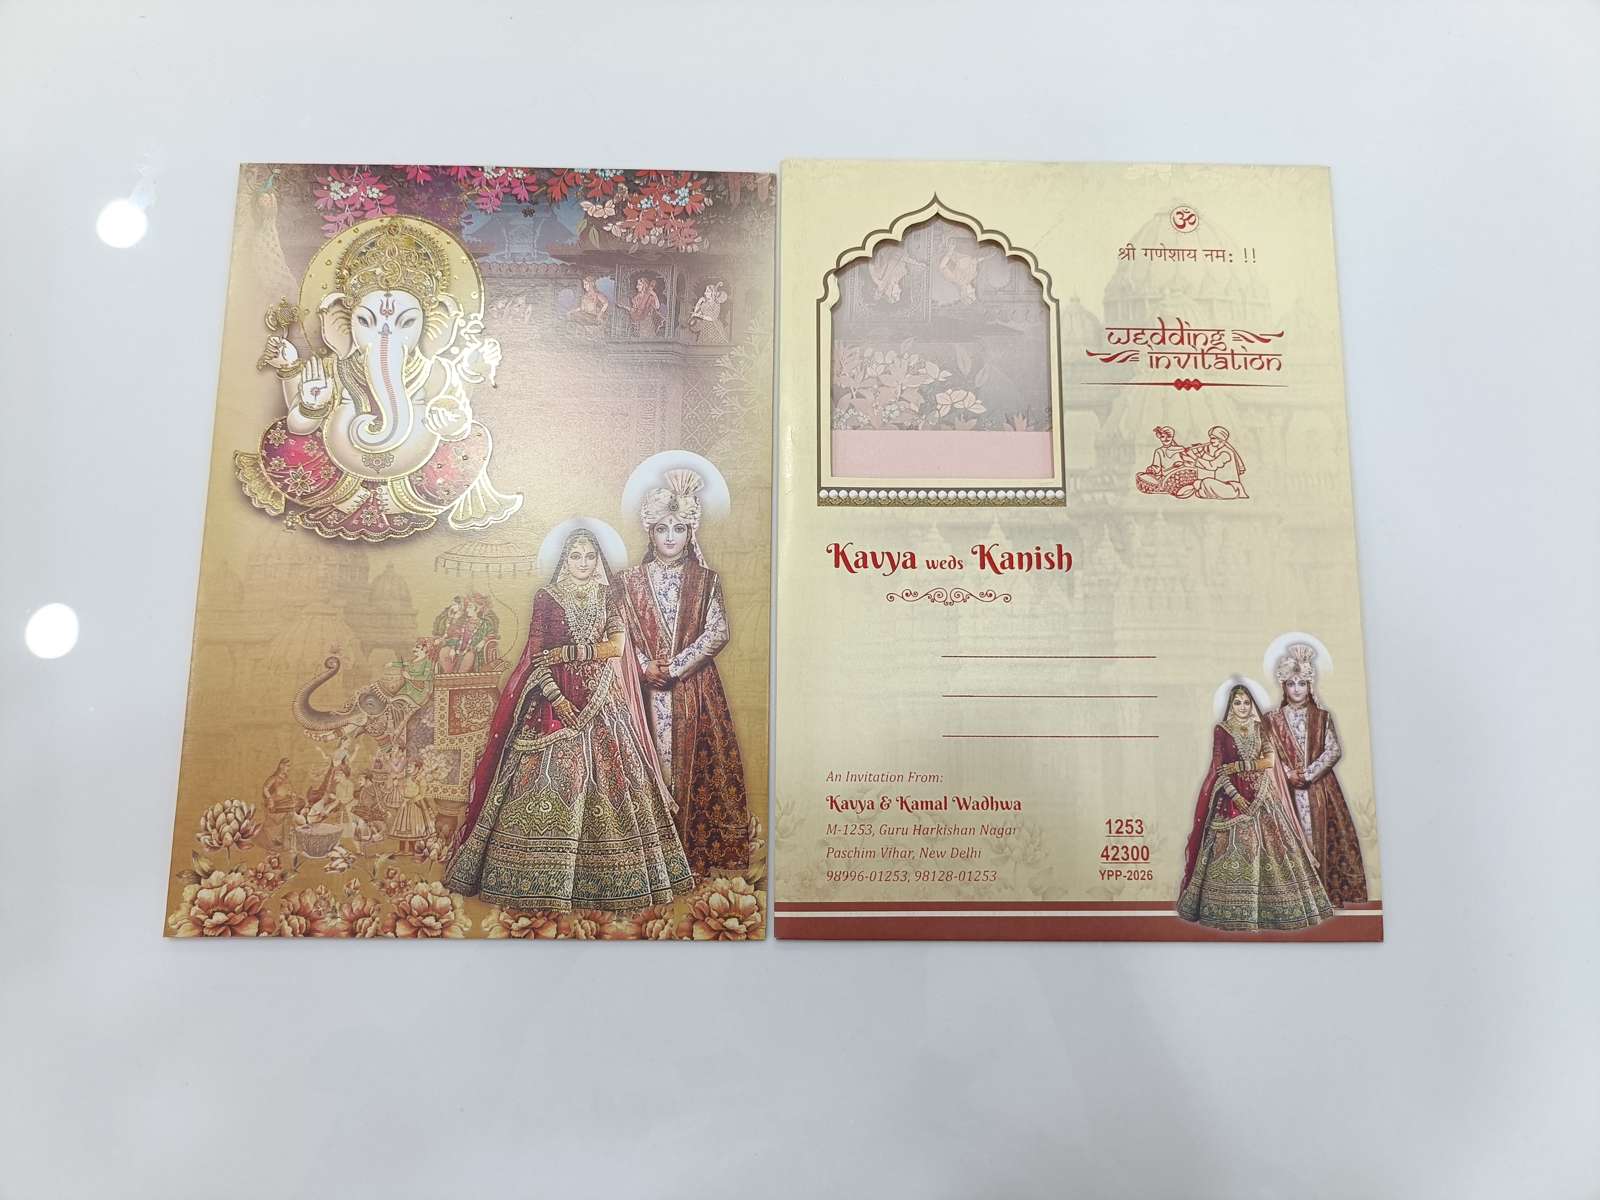 ॐ
श्री गणेशाय नम: !!
wedding
invitation
Kavya weds Kanish
An Invitation From:
Kavya & Kamal Wadhwa
M-1253, Guru Harkishan Nagar
Paschim Vihar, New Delhi
98996-01253, 98128-01253
1253
42300
YPP-2026